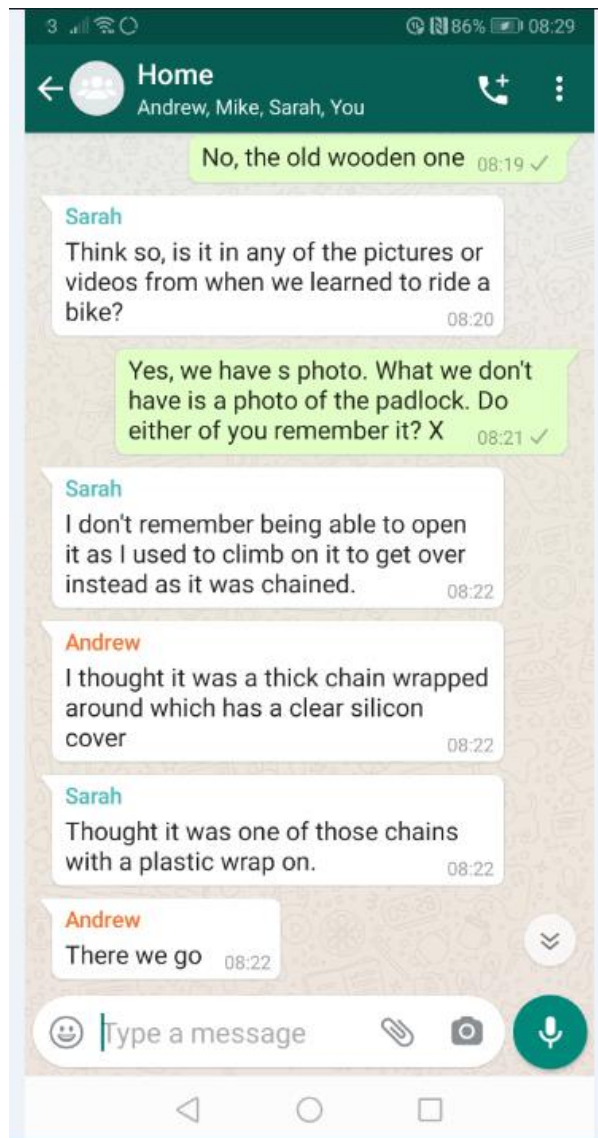 3 86% 08:29
Home
Andrew, Mike, Sarah, You
No, the old wooden one 08:19
Sarah
Think so, is it in any of the pictures or
videos from when we learned to ride a
bike?
08:20
Yes, we have s photo. What we don't
have is a photo of the padlock. Do
either of you remember it? X 08:21
Sarah
I don't remember being able to open
it as I used to climb on it to get over
instead as it was chained. 08:22
Andrew
I thought it was a thick chain wrapped
around which has a clear silicon
cover 08:22
Sarah
Thought it was one of those chains
with a plastic wrap on. 08:22
Andrew
There we go 08:22
Type a message